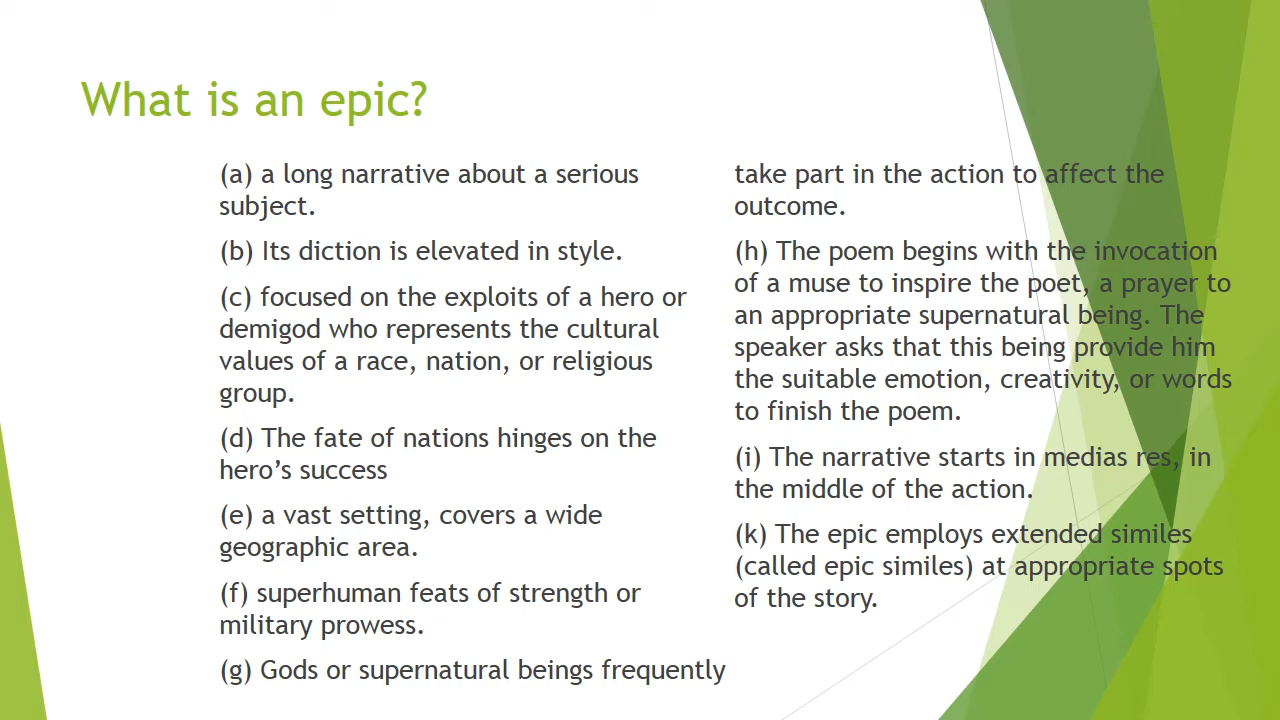 What is an epic?
(a) a long narrative about a serious
subject.
(b) Its diction is elevated in style.
(c) focused on the exploits of a hero or
demigod who represents the cultural
values of a race, nation, or religious
group.
(d) The fate of nations hinges on the
hero’s success
(e) a vast setting, covers a wide
geographic area.
(f) superhuman feats of strength or
military prowess.
(g) Gods or supernatural beings frequently
take part in the action to affect the
outcome.
(h) The poem begins with the invocation
of a muse to inspire the poet, a prayer to
an appropriate supernatural being. The
speaker asks that this being provide him
the suitable emotion, creativity, or words
to finish the poem.
(i) The narrative starts in medias res, in
the middle of the action.
(k) The epic employs extended similes
(called epic similes) at appropriate spots
of the story.